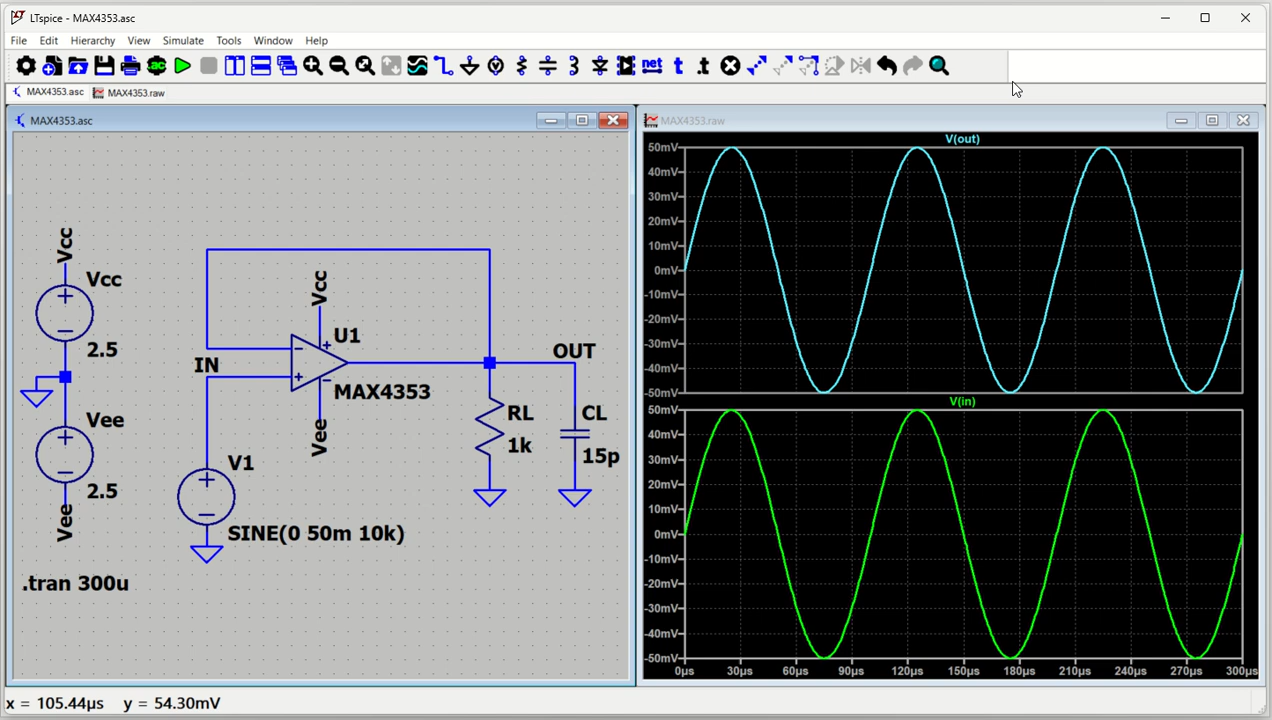 LTspice - MAX4353.asc
File Edit Hierarchy View Simulate Tools Window Help
.ac
net t .t
MAX4353.asc MAX4353.raw
MAX4353.asc
Vcc
Vcc
2.5
Vee
2.5
Vee
.tran 300u
IN
Vcc
U1
MAX4353
Vee
V1
SINE(0 50m 10k)
OUT
RL
1k
CL
15p
MAX4353.raw
V(out)
50mV
40mV
30mV
20mV
10mV
0mV
-10mV
-20mV
-30mV
-40mV
-50mV
V(in)
50mV
40mV
30mV
20mV
10mV
0mV
-10mV
-20mV
-30mV
-40mV
-50mV
0µs 30µs 60µs 90µs 120µs 150µs 180µs 210µs 240µs 270µs 300µs
x = 105.44µs y = 54.30mV